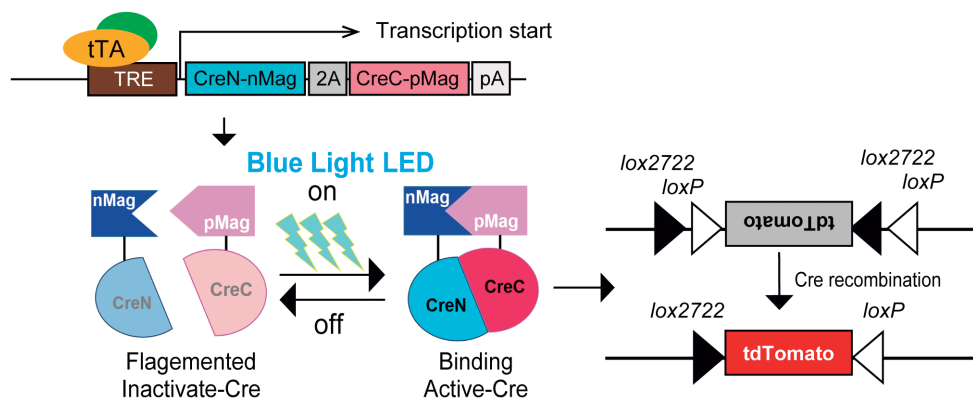 tTA
Transcription start
TRE
CreN-nMag
2A
CreC-pMag
pA
Blue Light LED
on
nMag
pMag
CreN
CreC
off
Flagemented
Inactivate-Cre
nMag
pMag
CreN
CreC
Binding
Active-Cre
lox2722
loxP
tdTomato
lox2722
loxP
Cre recombination
lox2722
tdTomato
loxP